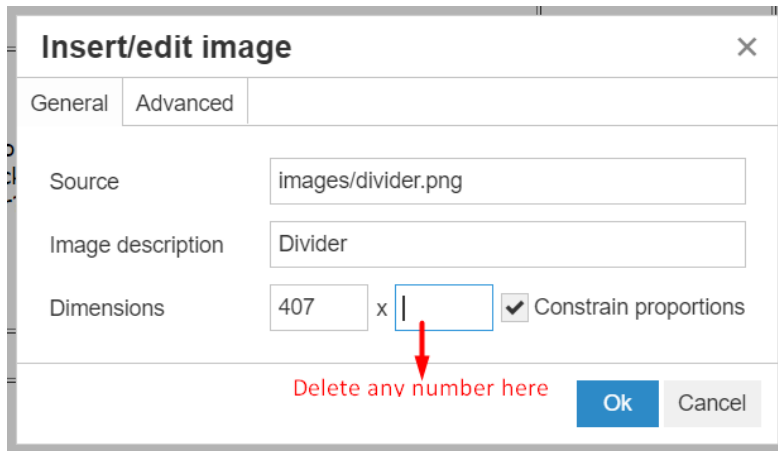 Insert/edit image
General Advanced
Source images/divider.png
Image description Divider
Dimensions 407 x Constrain proportions
Delete any number here
Ok Cancel